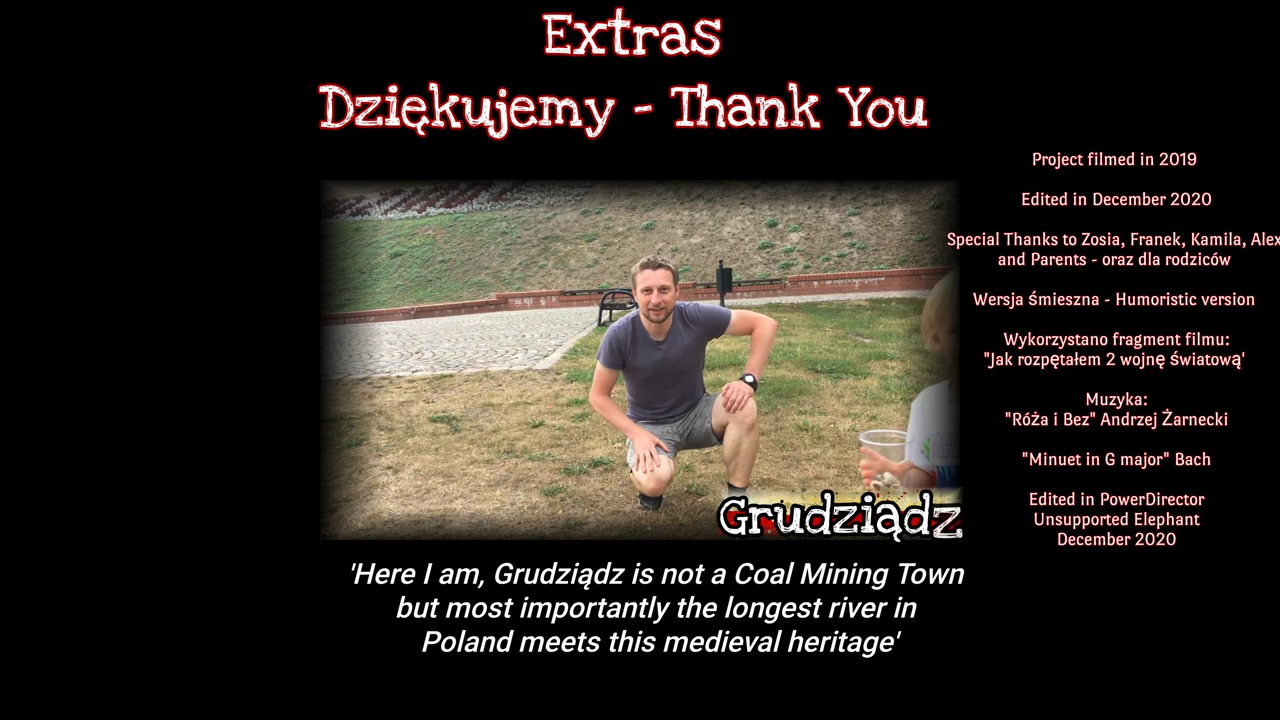 Extras
Dziękujemy - Thank You
Project filmed in 2019
Edited in December 2020
Special Thanks to Zosia, Franek, Kamila, Alex
and Parents - oraz dla rodziców
Wersja śmieszna - Humoristic version
Wykorzystano fragment filmu:
"Jak rozpętałem 2 wojnę światową'
Muzyka:
"Róża i Bez" Andrzej Żarnecki
"Minuet in G major" Bach
Edited in PowerDirector
Unsupported Elephant
December 2020
Grudziądz
'Here I am, Grudziądz is not a Coal Mining Town
but most importantly the longest river in
Poland meets this medieval heritage'